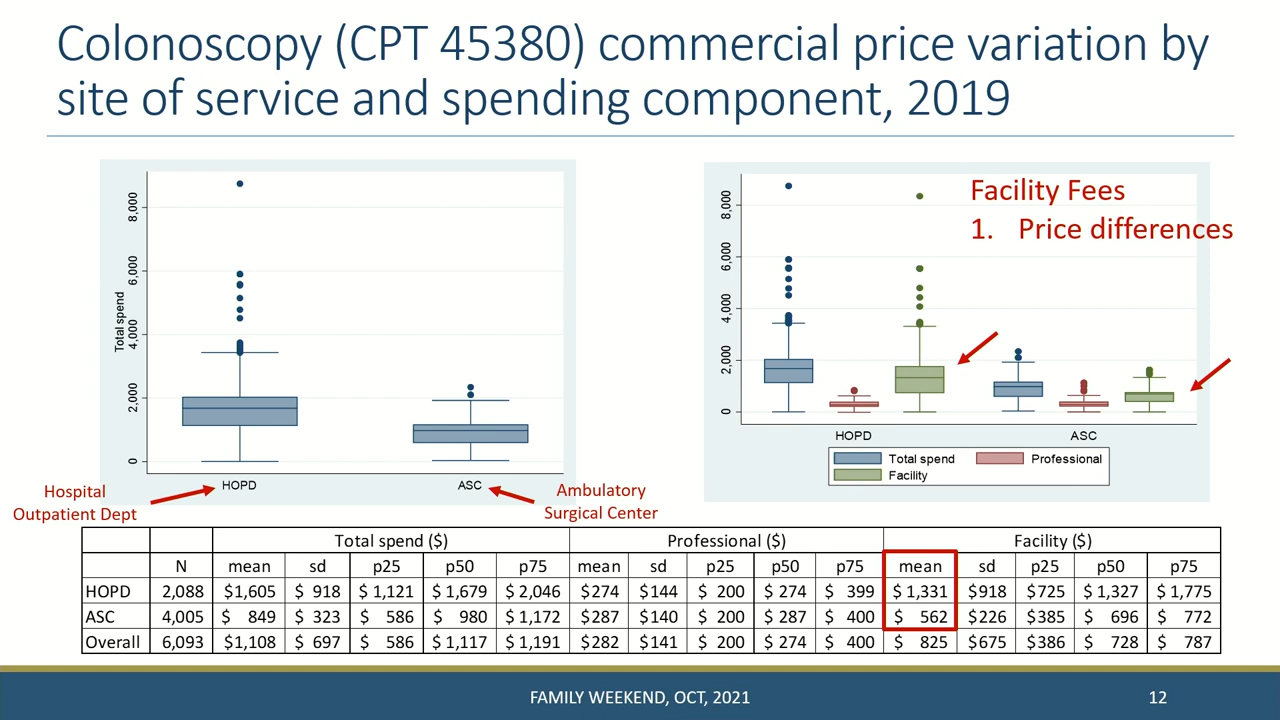 Colonoscopy (CPT 45380) commercial price variation by
site of service and spending component, 2019
Total spend
8,000
6,000
4,000
2,000
0
HOPD
ASC
Hospital
Outpatient Dept
Ambulatory
Surgical Center
8,000
6,000
4,000
2,000
0
Facility Fees
1. Price differences
HOPD
ASC
Total spend
Professional
Facility
Total spend ($) Professional ($) Facility ($)
N mean sd p25 p50 p75 mean sd p25 p50 p75 mean sd p25 p50 p75
HOPD 2,088 $1,605 $ 918 $ 1,121 $ 1,679 $ 2,046 $274 $144 $ 200 $ 274 $ 399 $ 1,331 $918 $725 $ 1,327 $ 1,775
ASC 4,005 $ 849 $ 323 $ 586 $ 980 $ 1,172 $287 $140 $ 200 $ 287 $ 400 $ 562 $226 $385 $ 696 $ 772
Overall 6,093 $1,108 $ 697 $ 586 $ 1,117 $ 1,191 $282 $141 $ 200 $ 274 $ 400 $ 825 $675 $386 $ 728 $ 787
FAMILY WEEKEND, OCT, 2021
12